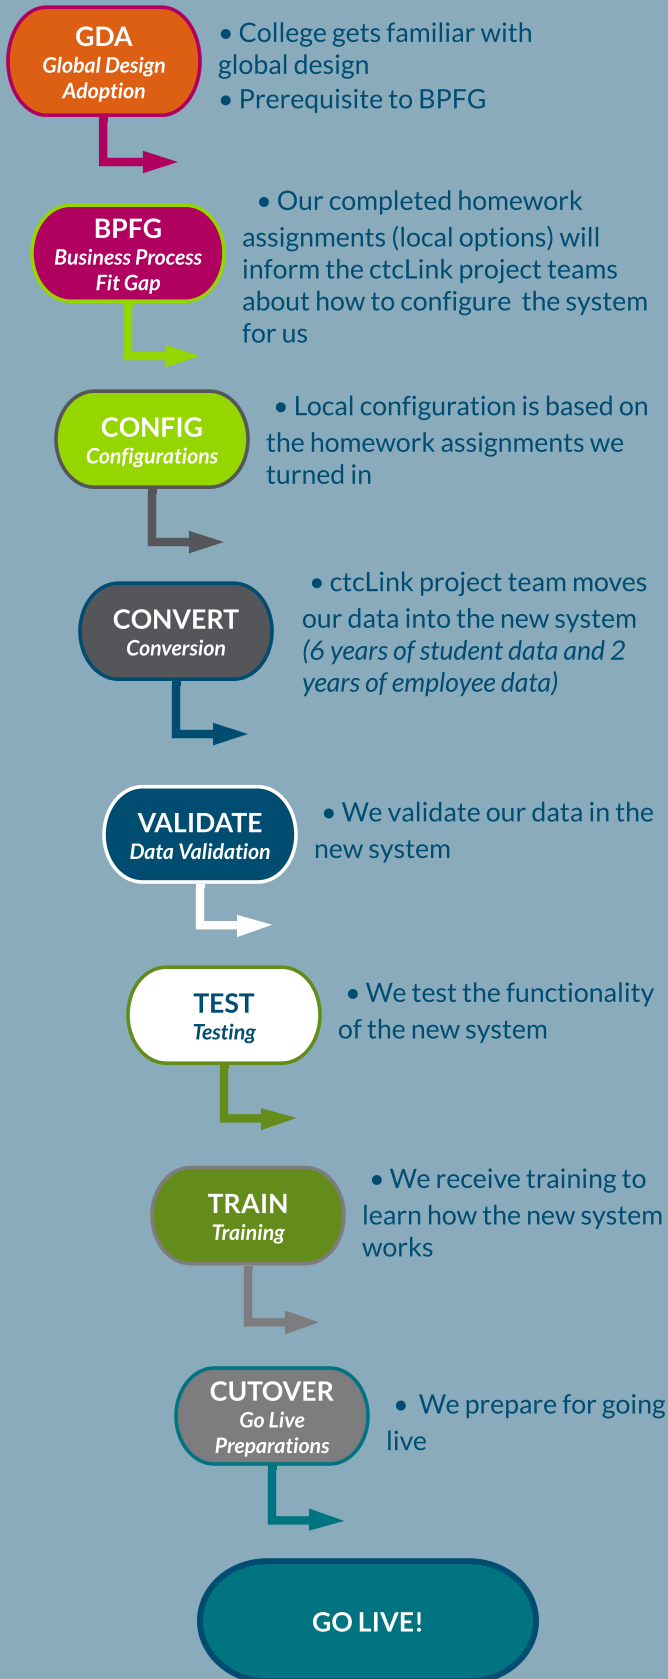 GDA
Global Design
Adoption
• College gets familiar with
global design
• Prerequisite to BPFG
BPFG
Business Process
Fit Gap
• Our completed homework
assignments (local options) will
inform the ctcLink project teams
about how to configure the system
for us
CONFIG
Configurations
• Local configuration is based on
the homework assignments we
turned in
CONVERT
Conversion
• ctcLink project team moves
our data into the new system
(6 years of student data and 2
years of employee data)
VALIDATE
Data Validation
• We validate our data in the
new system
TEST
Testing
• We test the functionality
of the new system
TRAIN
Training
• We receive training to
learn how the new system
works
CUTOVER
Go Live
Preparations
• We prepare for going
live
GO LIVE!